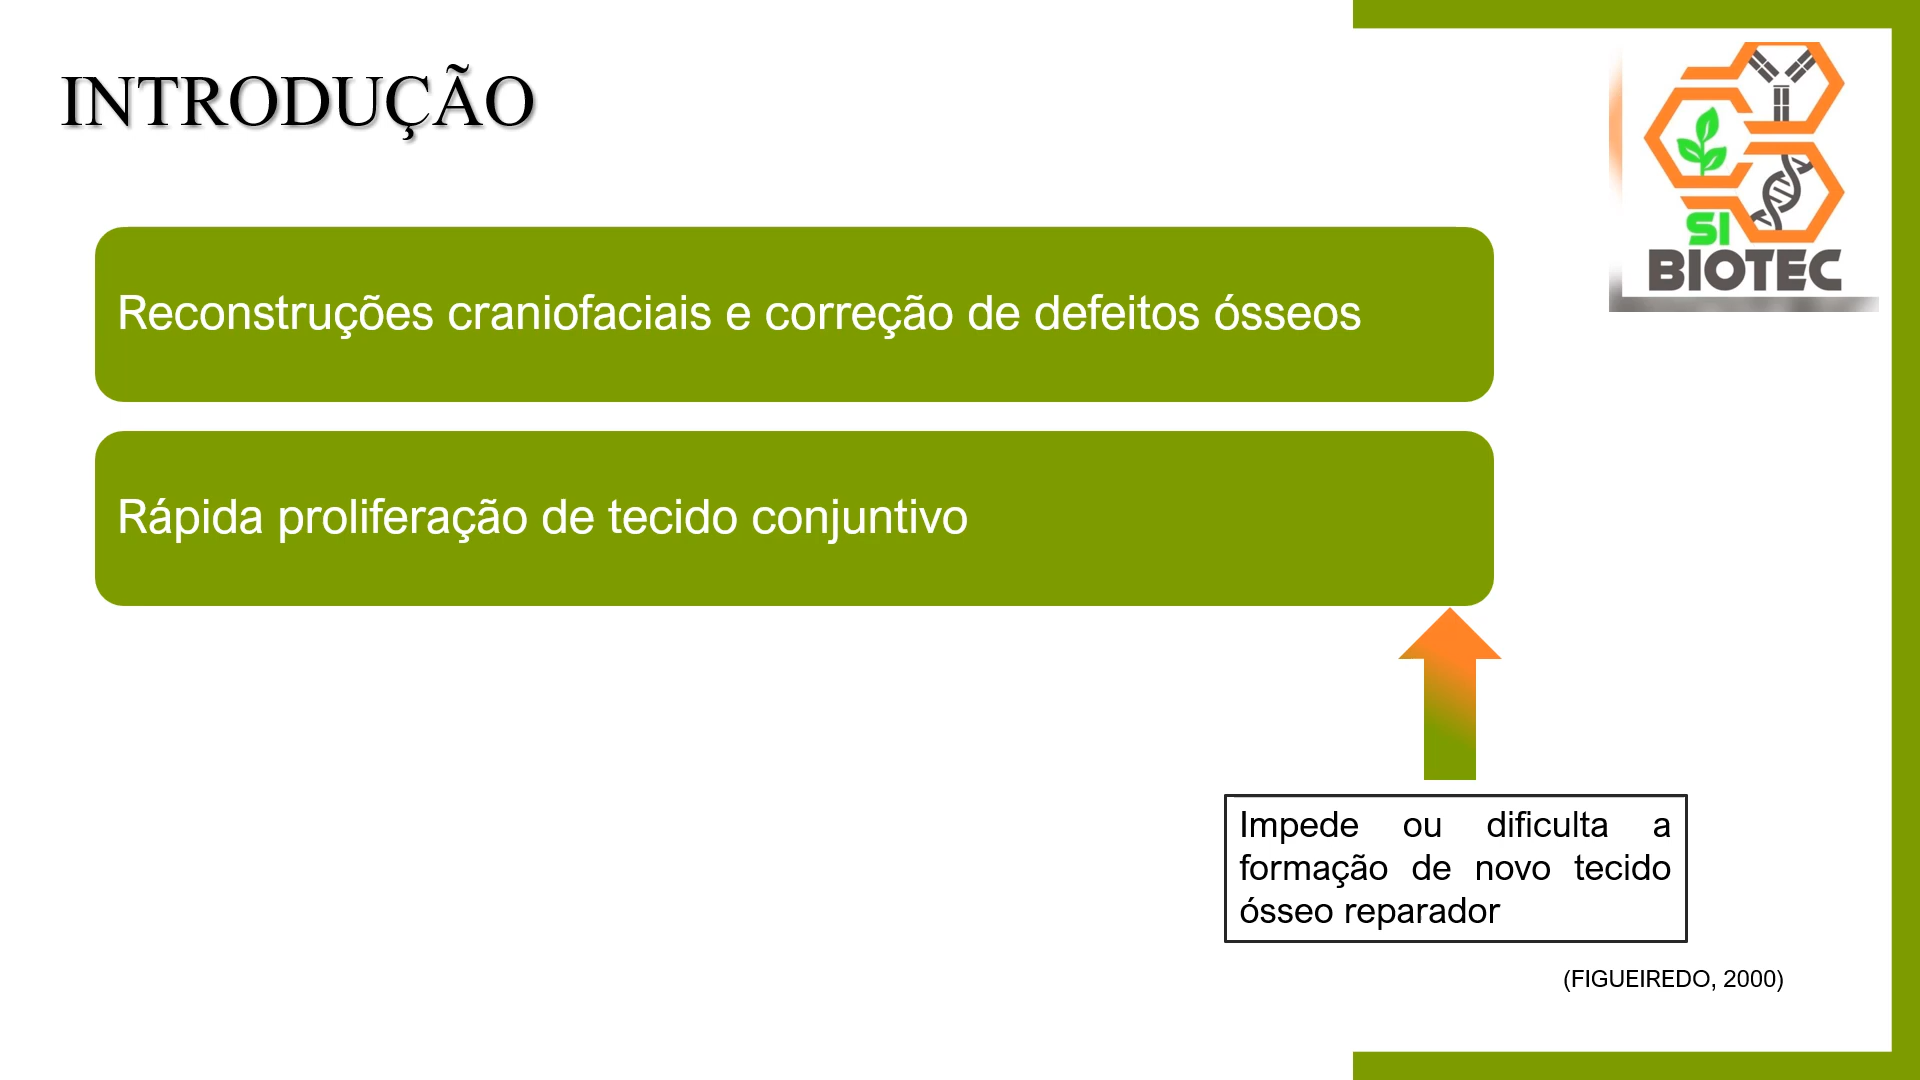 INTRODUÇÃO
SI
BIOTEC
Reconstruções craniofaciais e correção de defeitos ósseos
Rápida proliferação de tecido conjuntivo
Impede ou dificulta a
formação de novo tecido
ósseo reparador
(FIGUEIREDO, 2000)